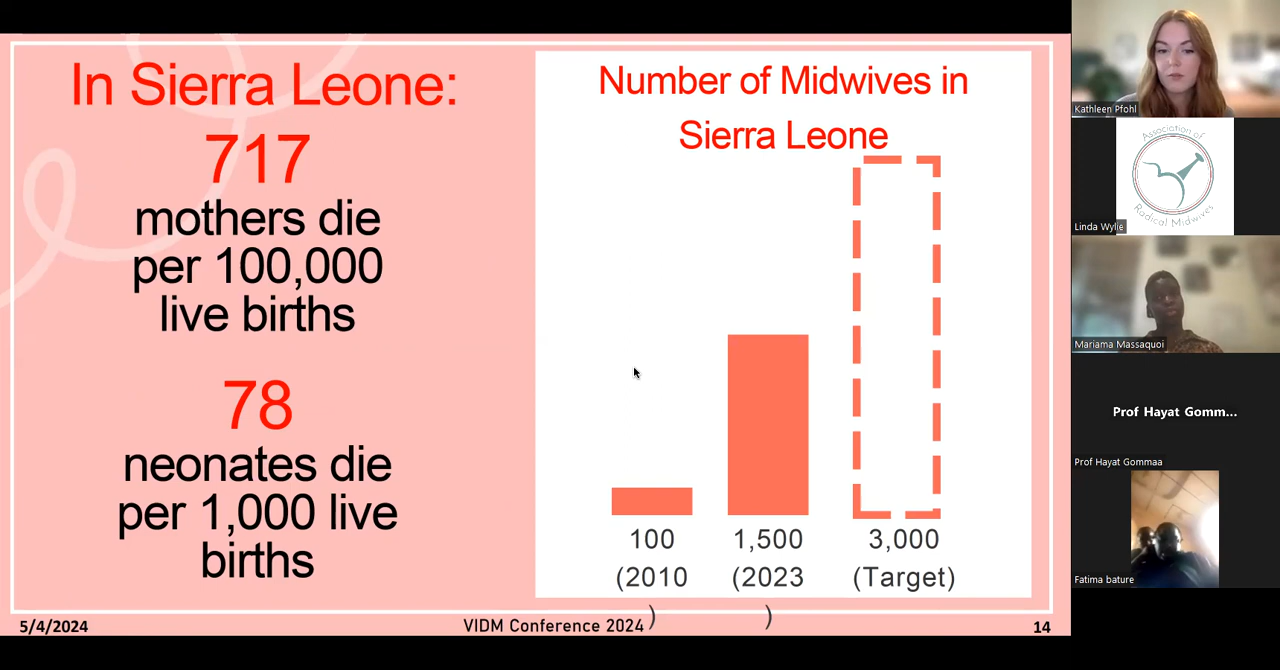 In Sierra Leone:
717
mothers die
per 100,000
live births
78
neonates die
per 1,000 live
births
Number of Midwives in
Sierra Leone
100
(2010
)
1,500
(2023
)
3,000
(Target)
5/4/2024
VIDM Conference 2024
14
Kathleen Pfohl
Association of
Radical Midwives
Linda Wylie
Mariama Massaquoi
Prof Hayat Gomm...
Prof Hayat Gommaa
Fatima bature